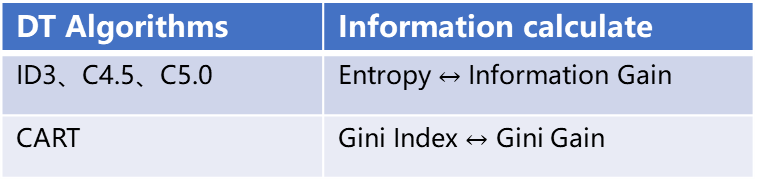 DT Algorithms
Information calculate
ID3、C4.5、C5.0
Entropy ↔ Information Gain
CART
Gini Index ↔ Gini Gain